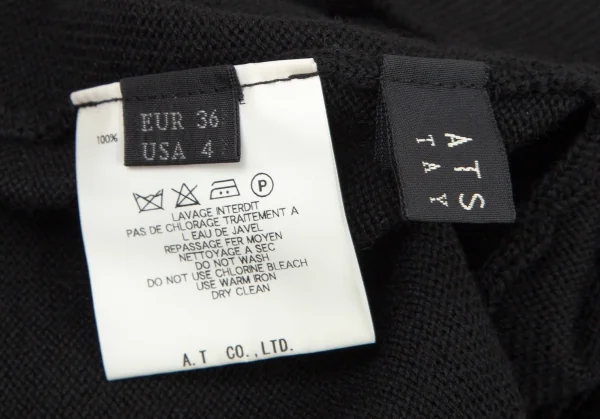 EUR 36
USA 4
100%
P
LAVAGE INTERDIT
PAS DE CHLORAGE TRAITEMENT A
L EAU DE JAVEL
REPASSAGE FER MOYEN
NETTOYAGE A SEC
DO NOT WASH
DO NOT USE CHLORINE BLEACH
USE WARM IRON
DRY CLEAN
A.T CO.,LTD.
ATS
TAY